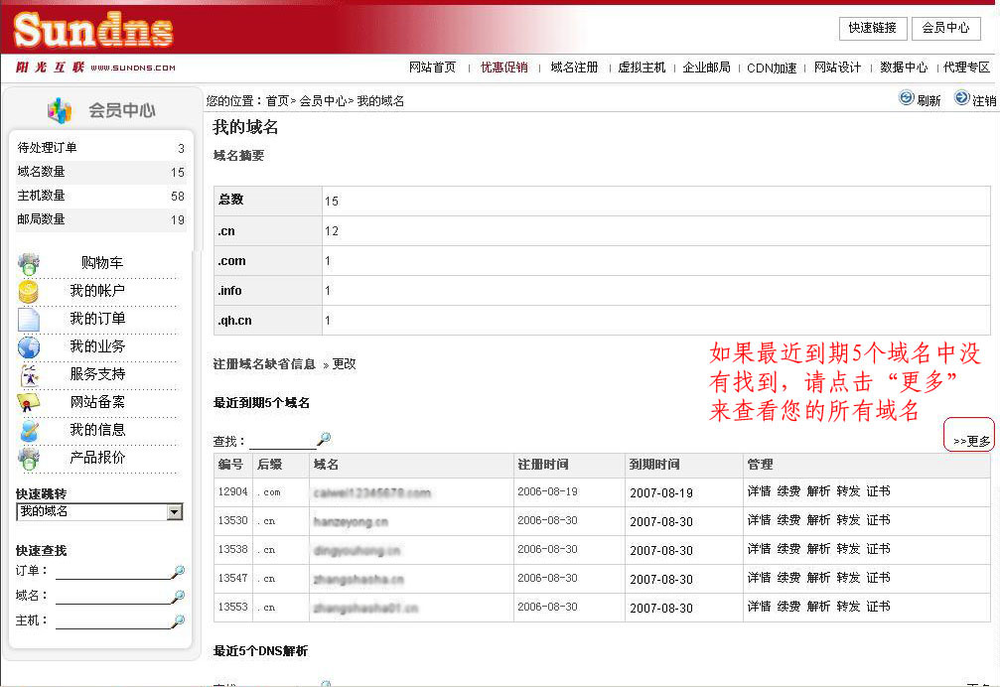 Sundns
快速链接 会员中心
阳光互联 WWW.SUNDNS.COM
网站首页 | 优惠促销 | 域名注册 | 虚拟主机 | 企业邮局 | CDN加速 | 网站设计 | 数据中心 | 代理专区
会员中心
待处理订单 3
域名数量 15
主机数量 58
邮局数量 19
购物车
我的帐户
我的订单
我的业务
服务支持
网站备案
我的信息
产品报价
快速跳转
我的域名
快速查找
订单：
域名：
主机：
您的位置：首页> 会员中心> 我的域名
刷新 注销
我的域名
域名摘要
总数 15
.cn 12
.com 1
.info 1
.qh.cn 1
注册域名缺省信息 » 更改
如果最近到期5个域名中没
有找到，请点击“更多”
来查看您的所有域名
最近到期5个域名
查找：
>>更多
编号 后缀 域名 注册时间 到期时间 管理
12904 .com 2006-08-19 2007-08-19 详情 续费 解析 转发 证书
13530 .cn hanzeyong.cn 2006-08-30 2007-08-30 详情 续费 解析 转发 证书
13538 .cn dingyouhong.cn 2006-08-30 2007-08-30 详情 续费 解析 转发 证书
13547 .cn zhangshasha.cn 2006-08-30 2007-08-30 详情 续费 解析 转发 证书
13553 .cn zhangshasha01.cn 2006-08-30 2007-08-30 详情 续费 解析 转发 证书
最近5个DNS解析